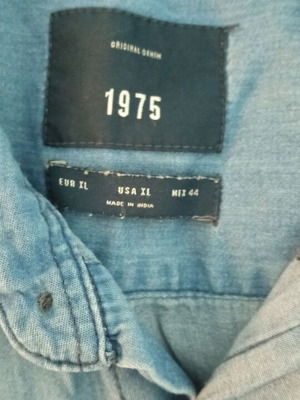 ORIGINAL DENIM
1975
EUR XL USA XL MEX 44
MADE IN INDIA